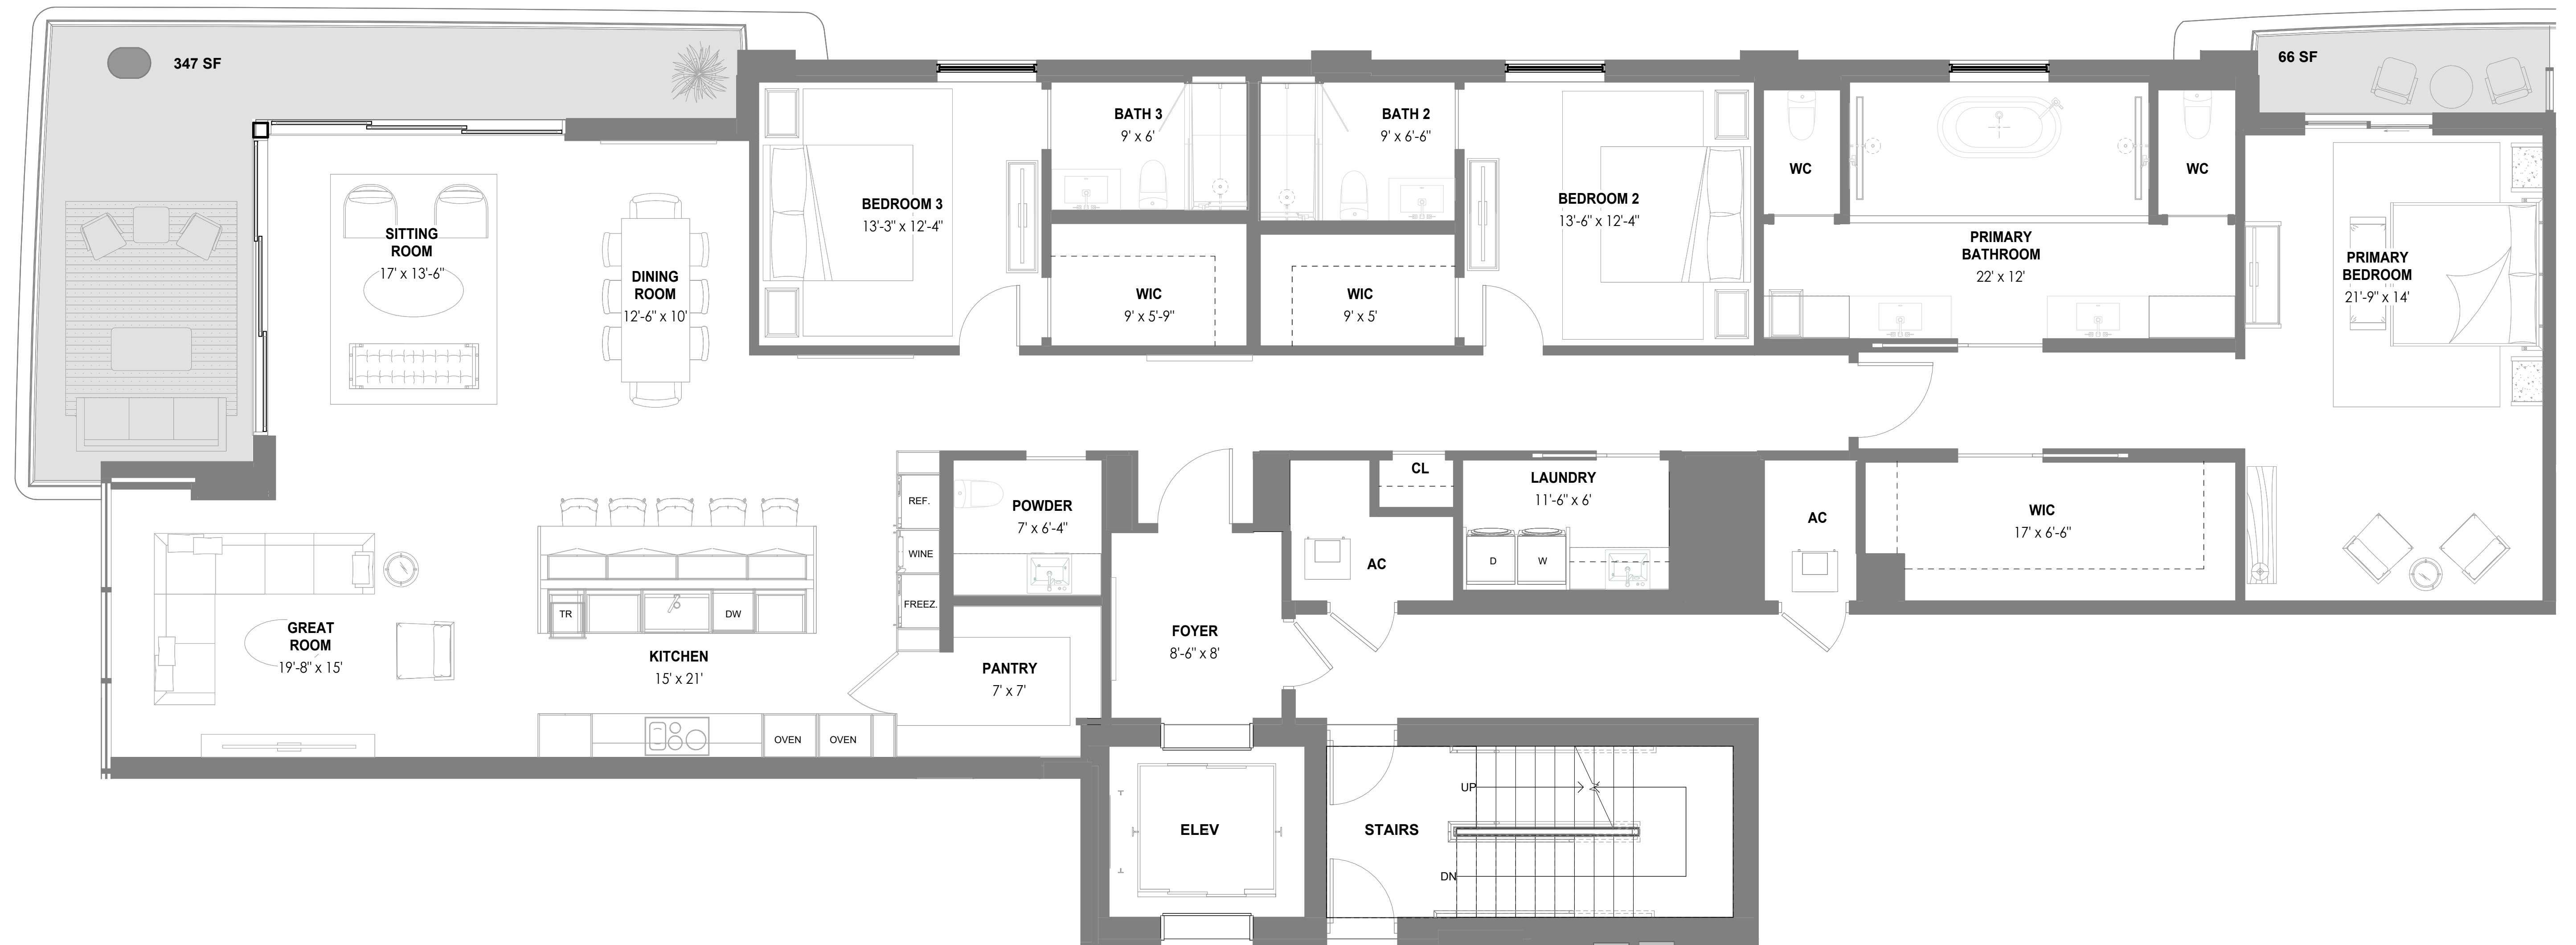 347 SF
66 SF
BATH 3
9' x 6'
BATH 2
9' x 6'-6"
WC
WC
BEDROOM 3
13'-3" x 12'-4"
BEDROOM 2
13'-6" x 12'-4"
SITTING
ROOM
17' x 13'-6"
DINING
ROOM
12'-6" x 10'
WIC
9' x 5'-9"
WIC
9' x 5'
PRIMARY
BATHROOM
22' x 12'
PRIMARY
BEDROOM
21'-9" x 14'
REF.
WINE
FREEZ.
POWDER
7' x 6'-4"
CL
LAUNDRY
11'-6" x 6'
D
W
AC
AC
WIC
17' x 6'-6"
TR
DW
GREAT
ROOM
19'-8" x 15'
KITCHEN
15' x 21'
PANTRY
7' x 7'
FOYER
8'-6" x 8'
OVEN
OVEN
ELEV
STAIRS
UP
DN